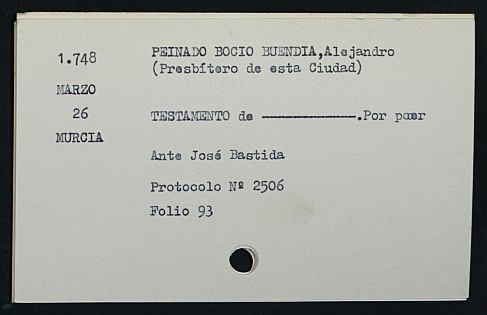 1.748
PEINADO BOCIO BUENDIA,Alejandro
(Presbítero de esta Ciudad)
MARZO
26
TESTAMENTO de -------------.Por poær
MURCIA
Ante José Bastida
Protocolo Nº 2506
Folio 93